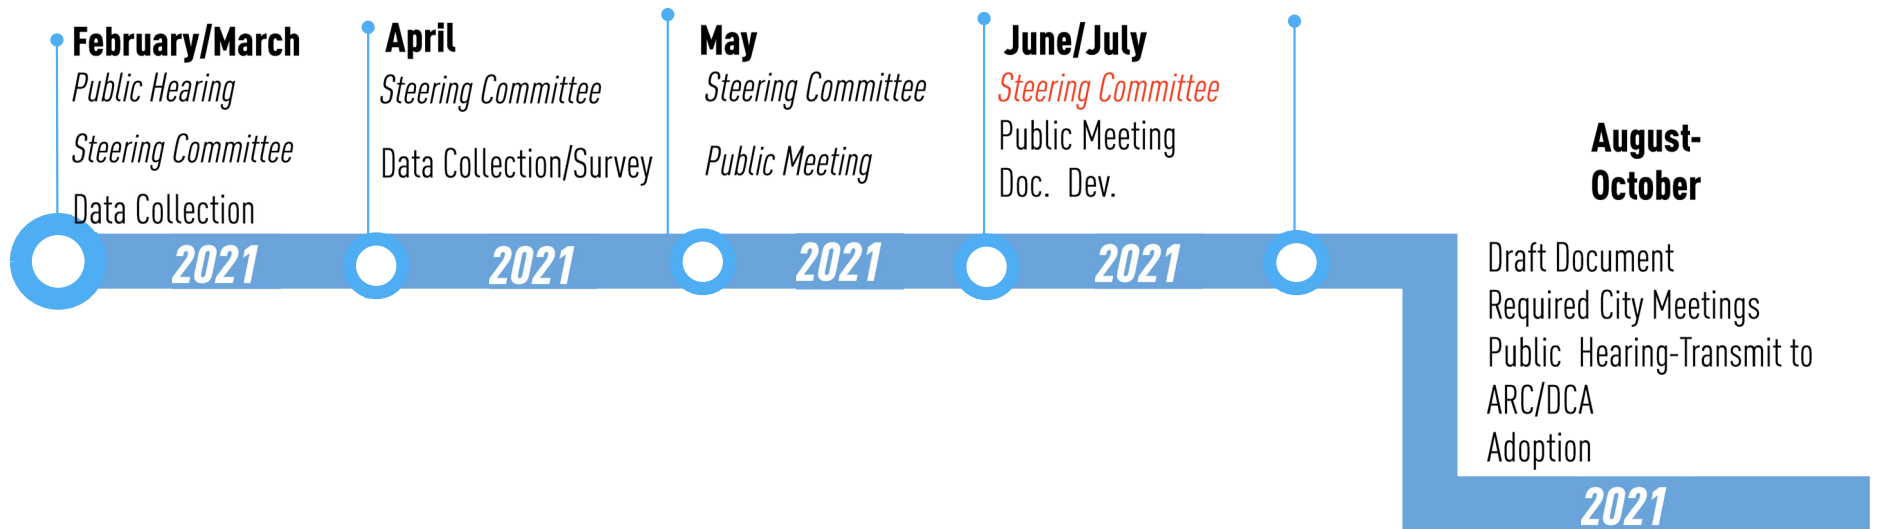 February/March
Public Hearing
Steering Committee
Data Collection
2021
April
Steering Committee
Data Collection/Survey
2021
May
Steering Committee
Public Meeting
2021
June/July
Steering Committee
Public Meeting
Doc. Dev.
2021
August-
October
Draft Document
Required City Meetings
Public Hearing-Transmit to
ARC/DCA
Adoption
2021